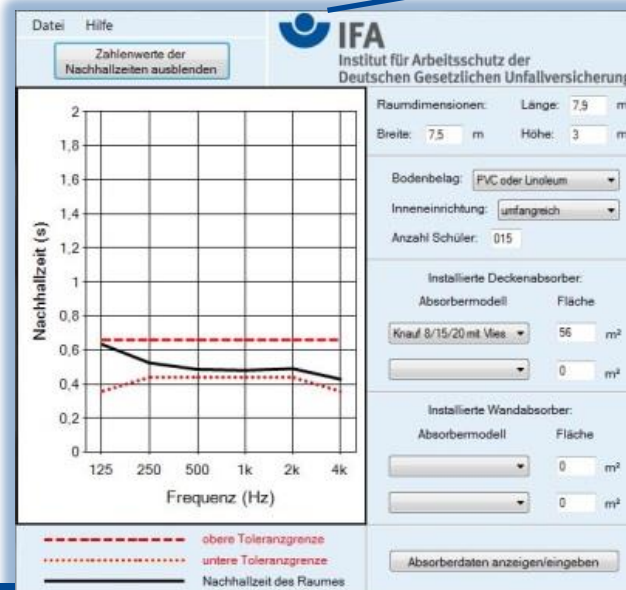 Datei Hilfe
Zahlenwerte der
Nachhallzeiten ausblenden
IFA
Institut für Arbeitsschutz der
Deutschen Gesetzlichen Unfallversicherung
Raumdimensionen: Länge: 7,9 m
Breite: 7,5 m Höhe: 3 m
Bodenbelag: PVC oder Linoleum
Inneneinrichtung: umfangreich
Anzahl Schüler: 015
Installierte Deckenabsorber:
Absorbermodell Fläche
Knauf 8/15/20 mit Vlies 56 m²
0 m²
Installierte Wandabsorber:
Absorbermodell Fläche
0 m²
0 m²
Absorberdaten anzeigen/eingeben
Nachhallzeit (s)
2
1,8
1,6
1,4
1,2
1
0,8
0,6
0,4
0,2
0
125 250 500 1k 2k 4k
Frequenz (Hz)
obere Toleranzgrenze
untere Toleranzgrenze
Nachhallzeit des Raumes